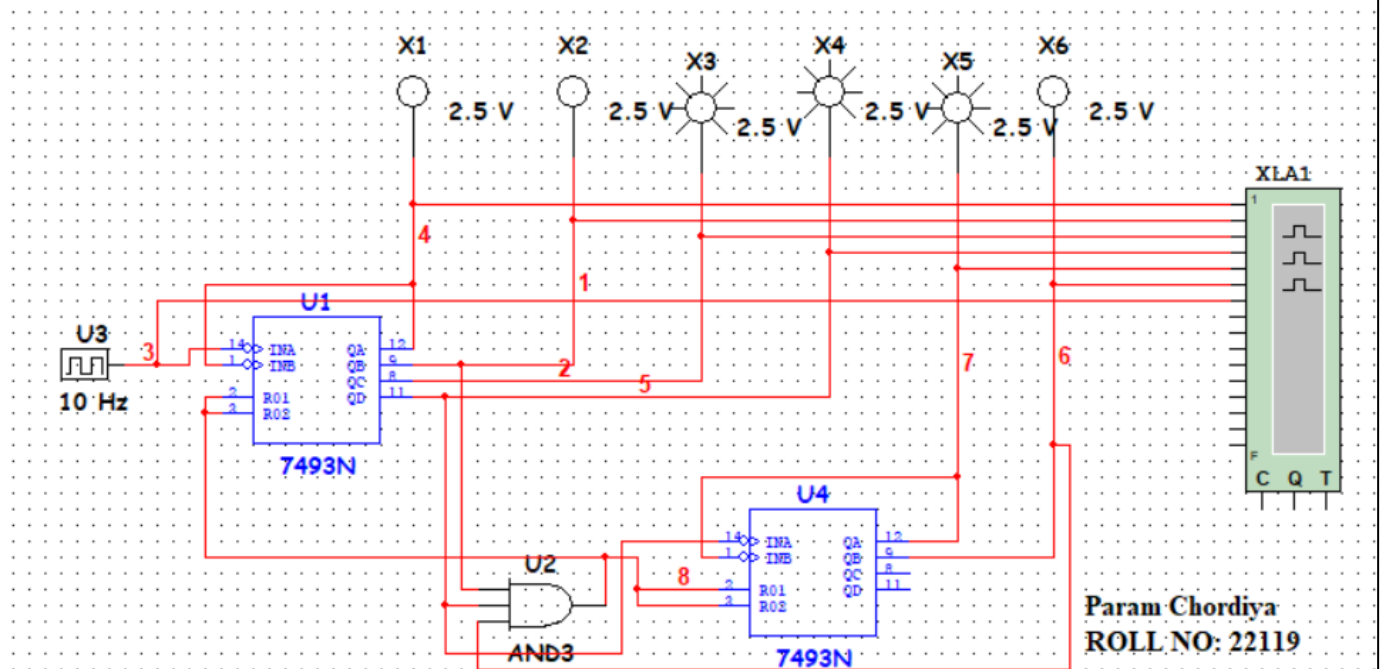 X1
X2
X3
X4
X5
X6
2.5 V
2.5 V
2.5 V
2.5 V
2.5 V
2.5 V
XLA1
1
4
1
U1
U3
3
14
INA
QA
12
1
INB
QB
9
2
QC
8
5
7
6
10 Hz
2
R01
QD
11
3
R02
7493N
F
C Q T
U4
14
INA
QA
12
U2
1
INB
QB
9
8
QC
8
2
R01
QD
11
3
R02
AND3
7493N
Param Chordiya
ROLL NO: 22119